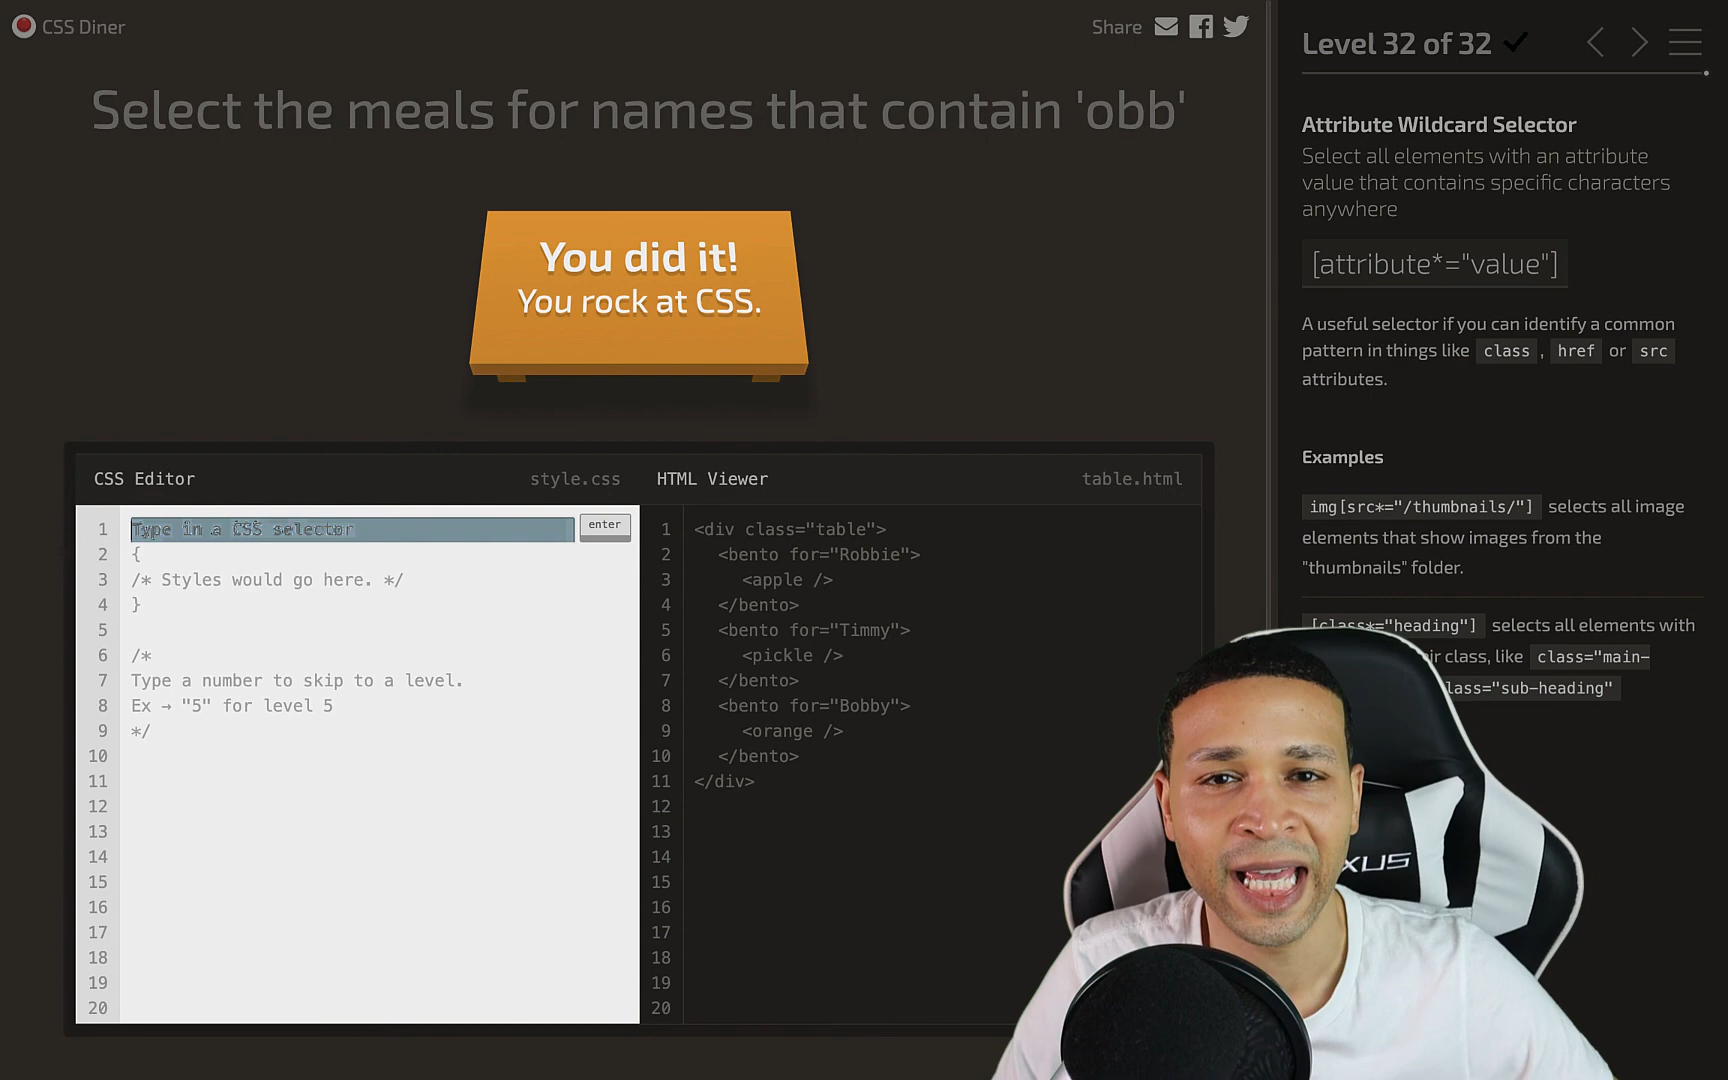 CSS Diner
Share
Select the meals for names that contain 'obb'
You did it!
You rock at CSS.
CSS Editor
style.css
1 Type in a CSS selector
enter
2 {
3 /* Styles would go here. */
4 }
5
6 /*
7 Type a number to skip to a level.
8 Ex → "5" for level 5
9 */
10
11
12
13
14
15
16
17
18
19
20
HTML Viewer
table.html
1 <div class="table">
2 <bento for="Robbie">
3 <apple />
4 </bento>
5 <bento for="Timmy">
6 <pickle />
7 </bento>
8 <bento for="Bobby">
9 <orange />
10 </bento>
11 </div>
12
13
14
15
16
17
18
19
20
Level 32 of 32
Attribute Wildcard Selector
Select all elements with an attribute
value that contains specific characters
anywhere
[attribute*="value"]
A useful selector if you can identify a common
pattern in things like class , href or src
attributes.
Examples
img[src*="/thumbnails/"] selects all image
elements that show images from the
"thumbnails" folder.
[class*="heading"] selects all elements with
class, like class="main-
"sub-heading"